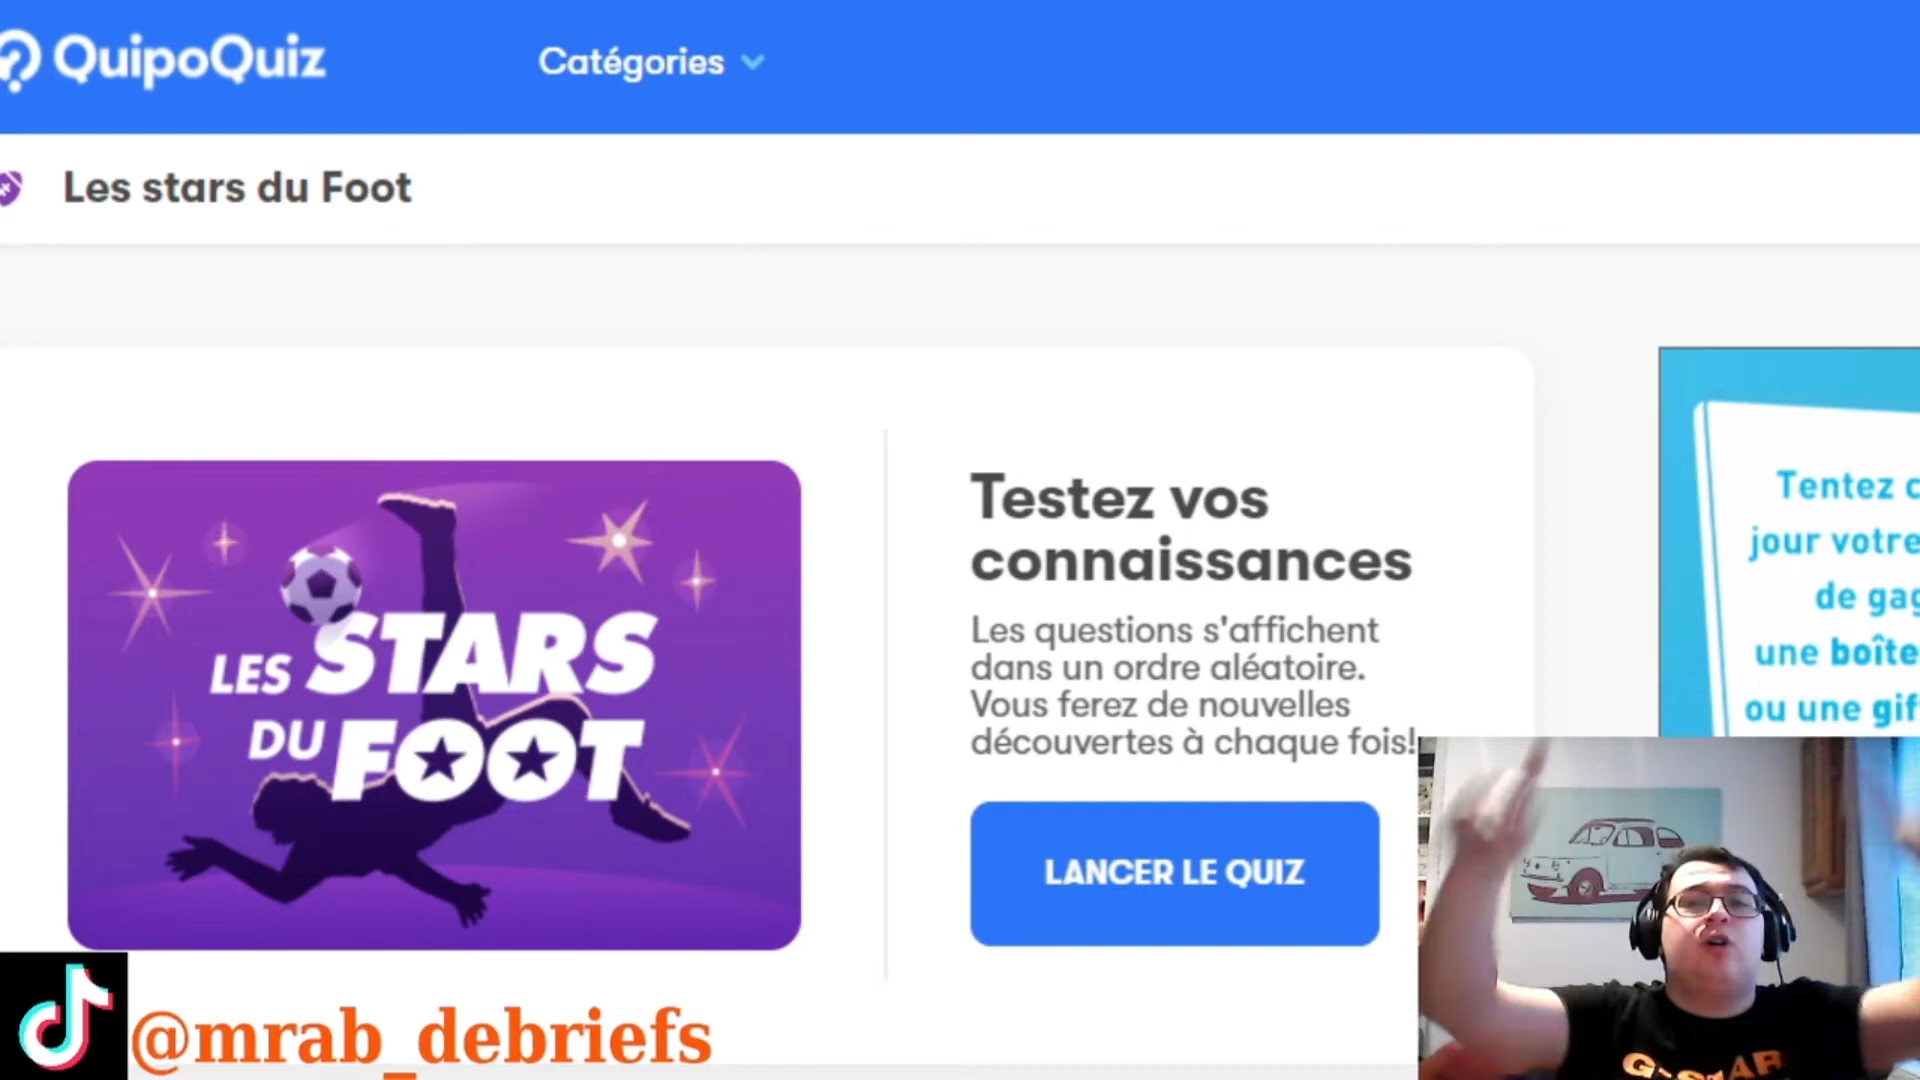 QuipoQuiz
Catégories
Les stars du Foot
LES STARS
DU FOOT
Testez vos
connaissances
Les questions s'affichent
dans un ordre aléatoire.
Vous ferez de nouvelles
découvertes à chaque fois!
LANCER LE QUIZ
Tentez
jour votre
de
une boîte
ou une
@mrab_debriefs
G-STAR